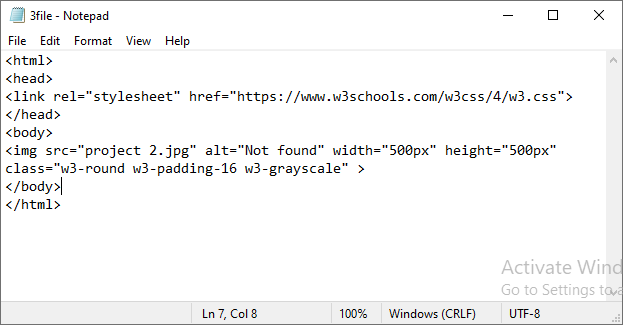 3file - Notepad
File Edit Format View Help
<html>
<head>
<link rel="stylesheet" href="https://www.w3schools.com/w3css/4/w3.css">
</head>
<body>
<img src="project 2.jpg" alt="Not found" width="500px" height="500px"
class="w3-round w3-padding-16 w3-grayscale" >
</body>
</html>
Activate Wind
Go to Settings to a
Ln 7, Col 8 100% Windows (CRLF) UTF-8